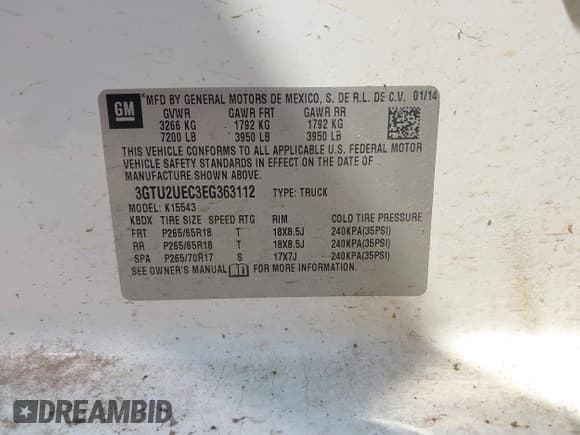 GM
MFD BY GENERAL MOTORS DE MEXICO, S. DE R.L. DE C.V. 01/14
GVWR GAWR FRT GAWR RR
3266 KG 1792 KG 1792 KG
7200 LB 3950 LB 3950 LB
THIS VEHICLE CONFORMS TO ALL APPLICABLE U.S. FEDERAL MOTOR
VEHICLE SAFETY STANDARDS IN EFFECT ON THE DATE OF
MANUFACTURE SHOWN ABOVE.
3GTU2UEC3EG363112 TYPE: TRUCK
MODEL: K15543
KBDX TIRE SIZE SPEED RTG RIM COLD TIRE PRESSURE
FRT P265/65R18 T 18X8.5J 240KPA(35PSI)
RR P265/65R18 T 18X8.5J 240KPA(35PSI)
SPA P265/70R17 S 17X7J 240KPA(35PSI)
SEE OWNER'S MANUAL FOR MORE INFORMATION.
DREAMBID